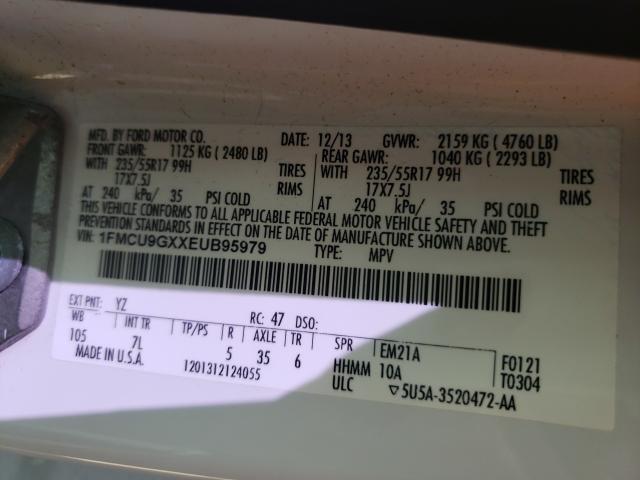 MFD. BY FORD MOTOR CO. DATE: 12/13 GVWR: 2159 KG ( 4760 LB)
FRONT GAWR: 1125 KG ( 2480 LB) REAR GAWR: 1040 KG ( 2293 LB)
WITH 235/55R17 99H TIRES WITH 235/55R17 99H TIRES
17X7.5J RIMS 17X7.5J RIMS
AT 240 kPa/ 35 PSI COLD AT 240 kPa/ 35 PSI COLD
THIS VEHICLE CONFORMS TO ALL APPLICABLE FEDERAL MOTOR VEHICLE SAFETY AND THEFT
PREVENTION STANDARDS IN EFFECT ON THE DATE OF MANUFACTURE SHOWN ABOVE.
VIN: 1FMCU9GXXEUB95979 TYPE: MPV
EXT PNT: YZ RC: 47 DSO:
WB INT TR TP/PS R AXLE TR SPR EM21A F0121
105 7L 5 35 6 HHMM 10A T0304
MADE IN U.S.A. 1201312124055 ULC ▽5U5A-3520472-AA